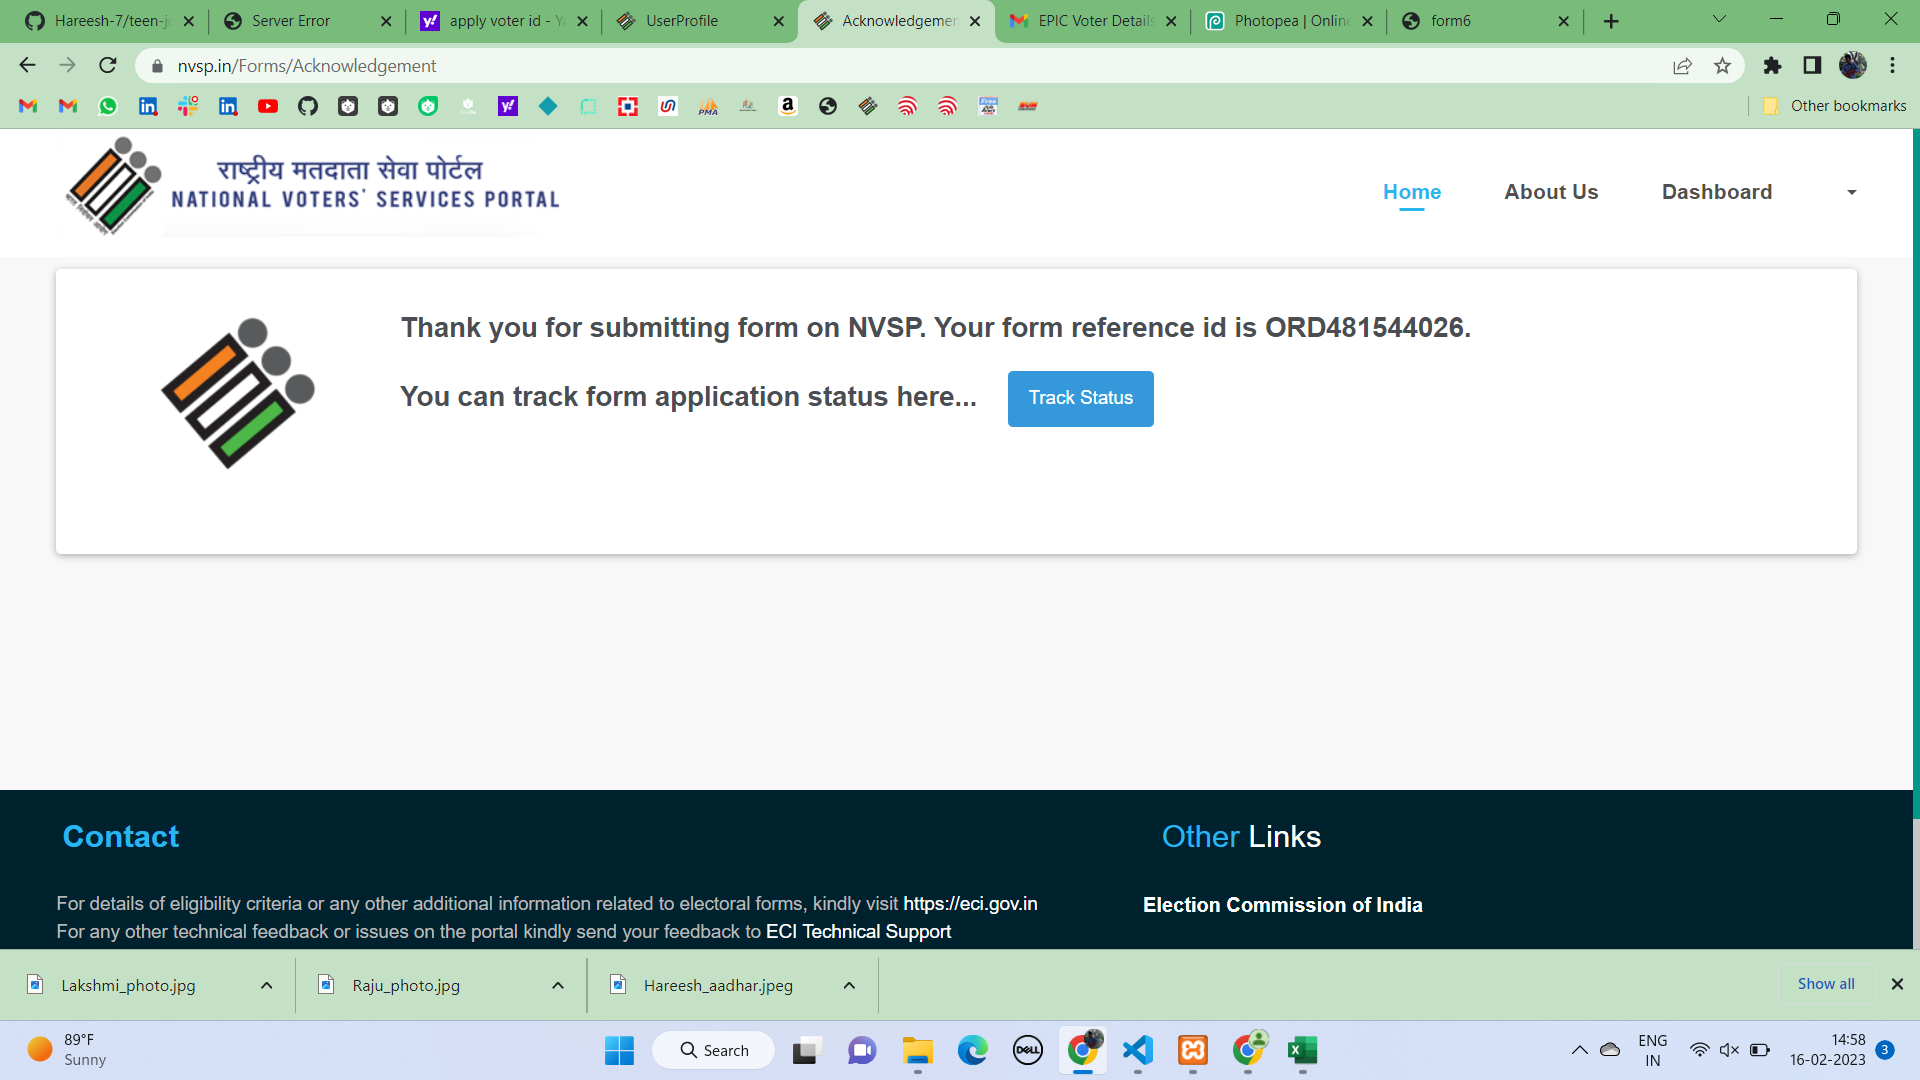 Hareesh-7/teen-jo
Server Error
apply voter id - Ya
UserProfile
Acknowledgemen
EPIC Voter Details
Photopea | Online
form6
nvsp.in/Forms/Acknowledgement
PMA
Other bookmarks
राष्ट्रीय मतदाता सेवा पोर्टल
NATIONAL VOTERS' SERVICES PORTAL
Home
About Us
Dashboard
Thank you for submitting form on NVSP. Your form reference id is ORD481544026.
You can track form application status here...
Track Status
Contact
Other Links
For details of eligibility criteria or any other additional information related to electoral forms, kindly visit https://eci.gov.in
Election Commission of India
For any other technical feedback or issues on the portal kindly send your feedback to ECI Technical Support
Lakshmi_photo.jpg
Raju_photo.jpg
Hareesh_aadhar.jpeg
Show all
89°F
Sunny
Search
DELL
ENG
IN
14:58
16-02-2023
3